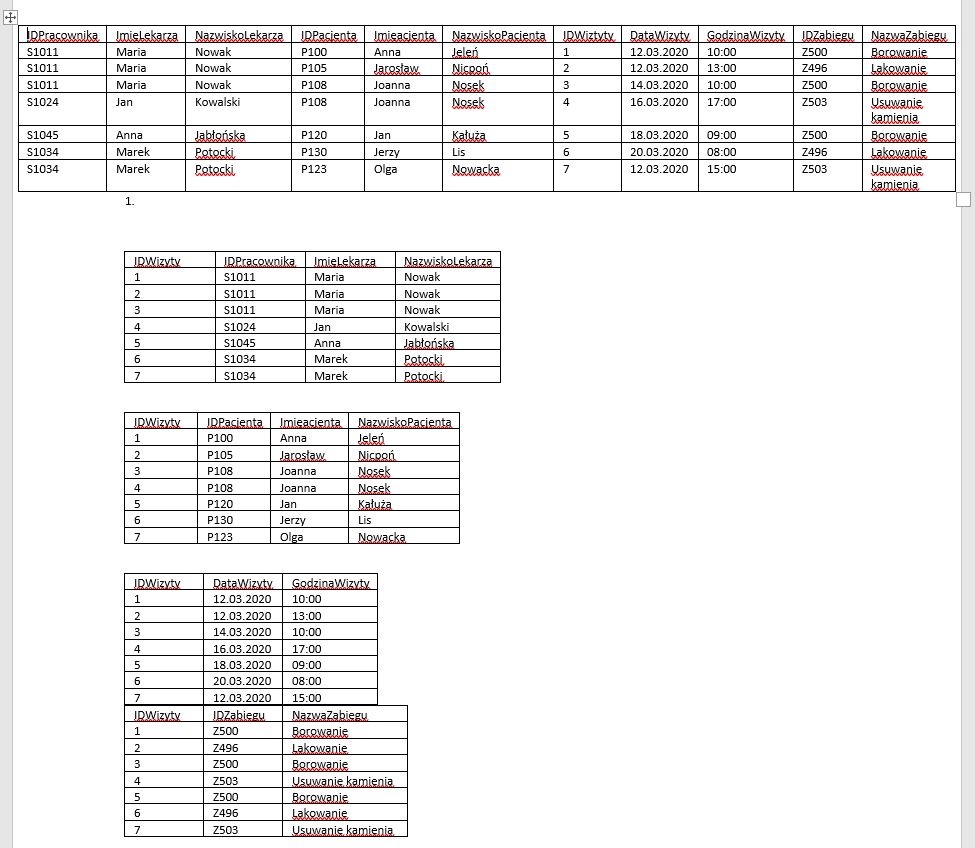 IDPracownika ImieLekarza NazwiskoLekarza IDPacjenta Imieacjenta NazwiskoPacjenta IDWiztyty DataWizyty GodzinaWizyty IDZabiegu NazwaZabiegu
S1011 Maria Nowak P100 Anna Jeleń 1 12.03.2020 10:00 Z500 Borowanie
S1011 Maria Nowak P105 Jarosław Nicpoń 2 12.03.2020 13:00 Z496 Lakowanie
S1011 Maria Nowak P108 Joanna Nosek 3 14.03.2020 10:00 Z500 Borowanie
S1024 Jan Kowalski P108 Joanna Nosek 4 16.03.2020 17:00 Z503 Usuwanie
kamienia
S1045 Anna Jabłońska P120 Jan Kałuża 5 18.03.2020 09:00 Z500 Borowanie
S1034 Marek Potocki P130 Jerzy Lis 6 20.03.2020 08:00 Z496 Lakowanie
S1034 Marek Potocki P123 Olga Nowacka 7 12.03.2020 15:00 Z503 Usuwanie
kamienia
1.
IDWizyty IDPracownika ImieLekarza NazwiskoLekarza
1 S1011 Maria Nowak
2 S1011 Maria Nowak
3 S1011 Maria Nowak
4 S1024 Jan Kowalski
5 S1045 Anna Jabłońska
6 S1034 Marek Potocki
7 S1034 Marek Potocki
IDWizyty IDPacjenta Imieacjenta NazwiskoPacjenta
1 P100 Anna Jeleń
2 P105 Jarosław Nicpoń
3 P108 Joanna Nosek
4 P108 Joanna Nosek
5 P120 Jan Kałuża
6 P130 Jerzy Lis
7 P123 Olga Nowacka
IDWizyty DataWizyty GodzinaWizyty
1 12.03.2020 10:00
2 12.03.2020 13:00
3 14.03.2020 10:00
4 16.03.2020 17:00
5 18.03.2020 09:00
6 20.03.2020 08:00
7 12.03.2020 15:00
IDWizyty IDZabiegu NazwaZabiegu
1 Z500 Borowanie
2 Z496 Lakowanie
3 Z500 Borowanie
4 Z503 Usuwanie kamienia
5 Z500 Borowanie
6 Z496 Lakowanie
7 Z503 Usuwanie kamienia